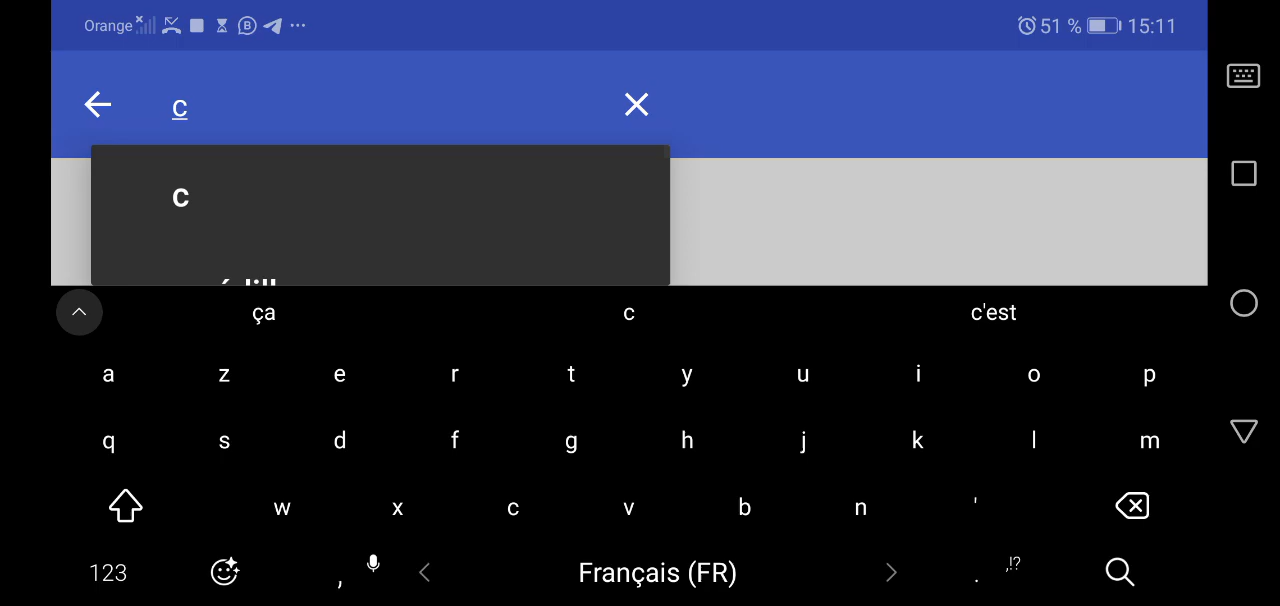 Orange 51 % 15:11
c
c
ça c c'est
a z e r t y u i o p
q s d f g h j k l m
w x c v b n '
123 , Français (FR) . ,!?